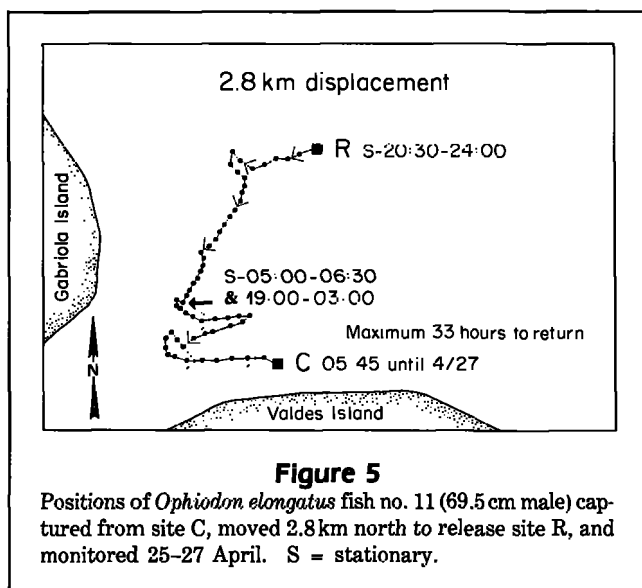 2.8 km displacement
R S-20:30-24:00
Gabriola Island
S-05:00-06:30
& 19:00-03:00
Maximum 33 hours to return
N
C 05 45 until 4/27
Valdes Island
Figure 5
Positions of Ophiodon elongatus fish no. 11 (69.5 cm male) cap-
tured from site C, moved 2.8 km north to release site R, and
monitored 25–27 April. S = stationary.